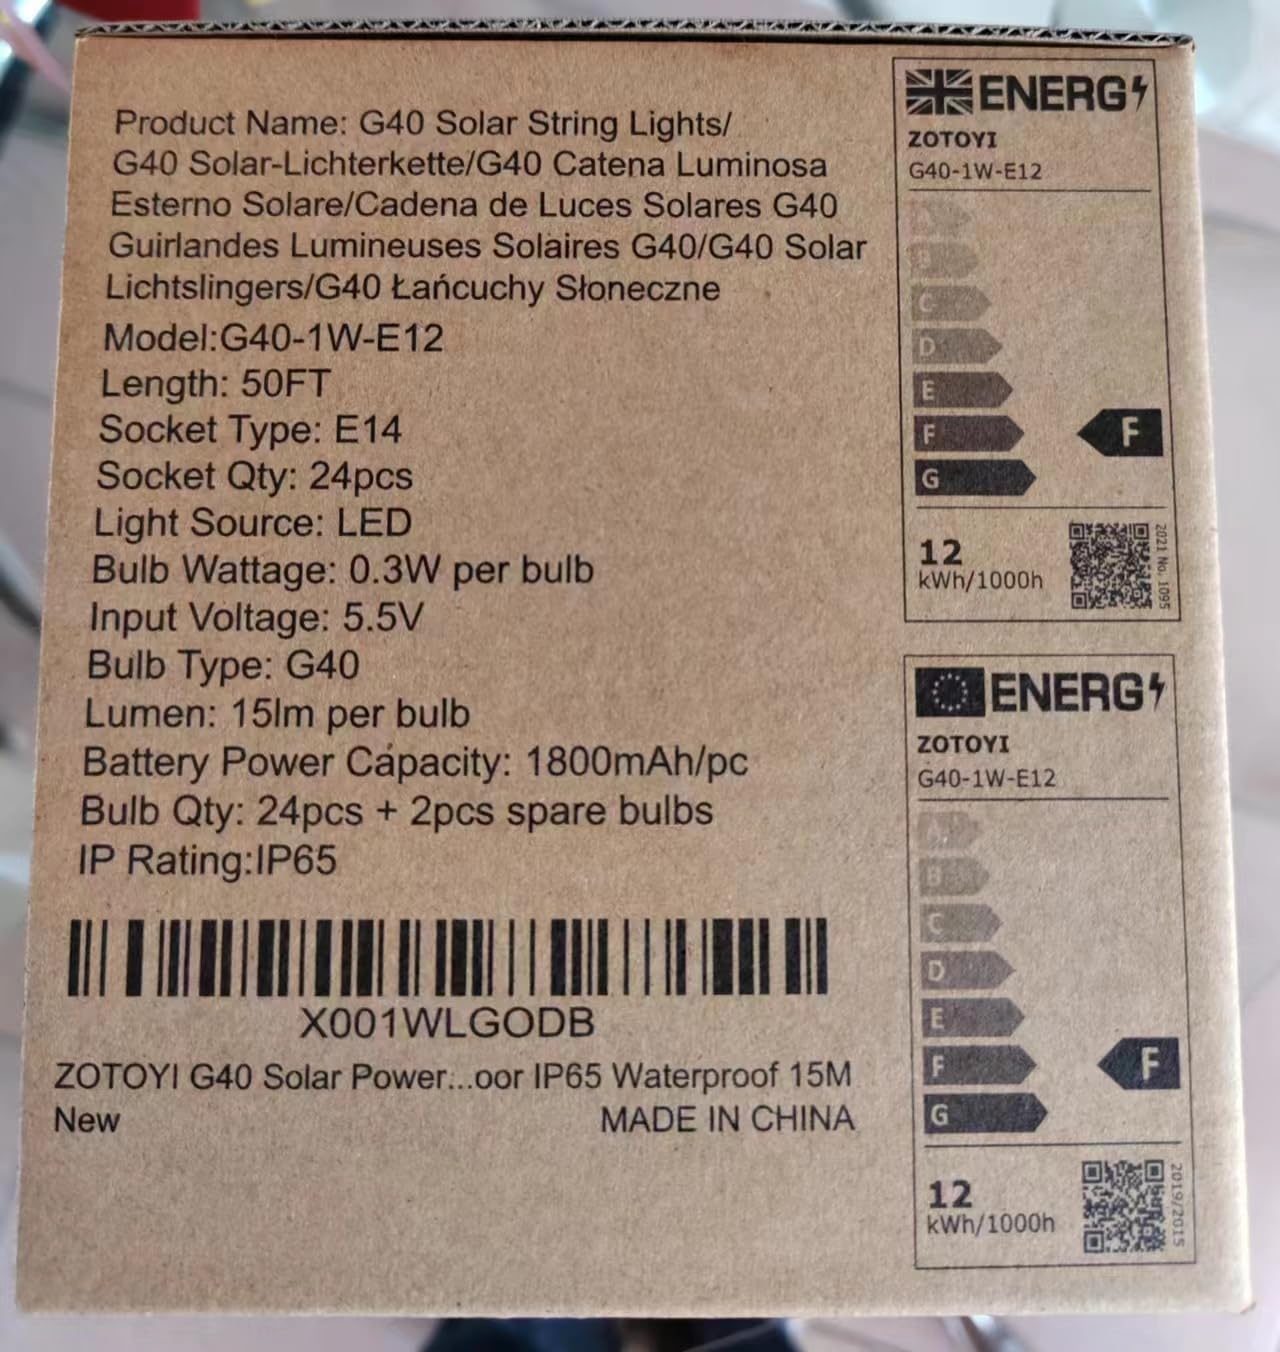 Product Name: G40 Solar String Lights/
G40 Solar-Lichterkette/G40 Catena Luminosa
Esterno Solare/Cadena de Luces Solares G40
Guirlandes Lumineuses Solaires G40/G40 Solar
Lichtslingers/G40 Łańcuchy Słoneczne
Model:G40-1W-E12
Length: 50FT
Socket Type: E14
Socket Qty: 24pcs
Light Source: LED
Bulb Wattage: 0.3W per bulb
Input Voltage: 5.5V
Bulb Type: G40
Lumen: 15lm per bulb
Battery Power Capacity: 1800mAh/pc
Bulb Qty: 24pcs + 2pcs spare bulbs
IP Rating:IP65
X001WLGODB
ZOTOYI G40 Solar Power...oor IP65 Waterproof 15M
New MADE IN CHINA
ENERG
ZOTOYI
G40-1W-E12
A
B
C
D
E
F F
G
12
kWh/1000h
2021 No. 1095
ENERG
ZOTOYI
G40-1W-E12
A
B
C
D
E
F F
G
12
kWh/1000h
2019/2015